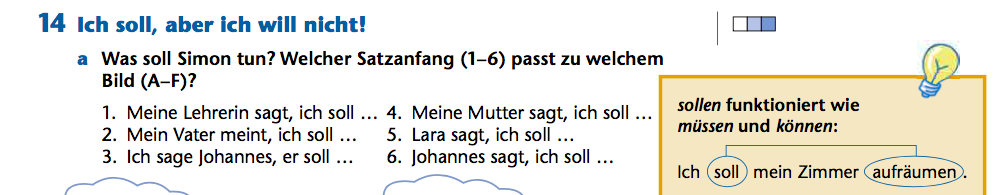 14 Ich soll, aber ich will nicht!
a Was soll Simon tun? Welcher Satzanfang (1–6) passt zu welchem
Bild (A–F)?
1. Meine Lehrerin sagt, ich soll …
2. Mein Vater meint, ich soll …
3. Ich sage Johannes, er soll …
4. Meine Mutter sagt, ich soll …
5. Lara sagt, ich soll …
6. Johannes sagt, ich soll …
sollen funktioniert wie
müssen und können:
Ich soll mein Zimmer aufräumen.